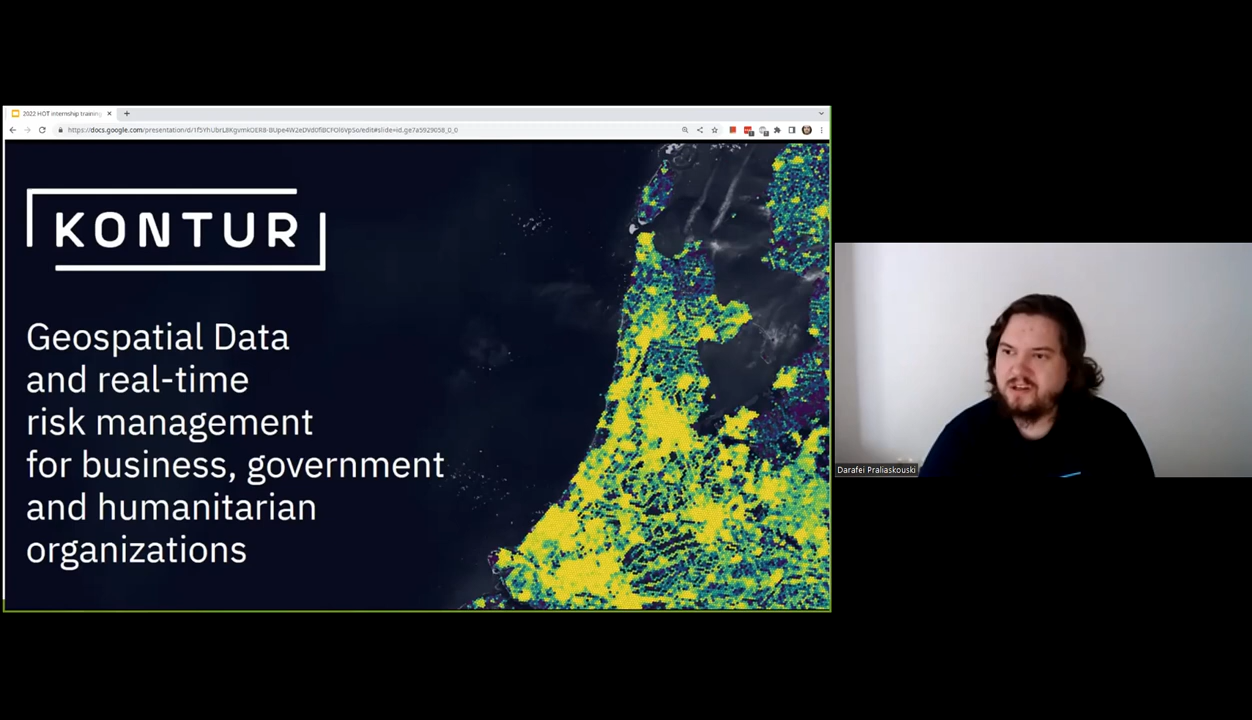 2022 HOT internship training
KONTUR
Geospatial Data
and real-time
risk management
for business, government
and humanitarian
organizations
Darafei Praliaskouski